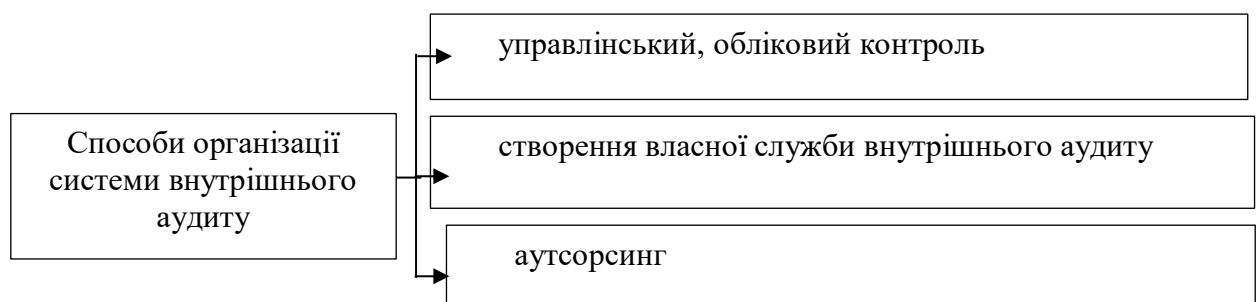 управлінський, обліковий контроль
Способи організації
системи внутрішнього
аудиту
створення власної служби внутрішнього аудиту
аутсорсинг